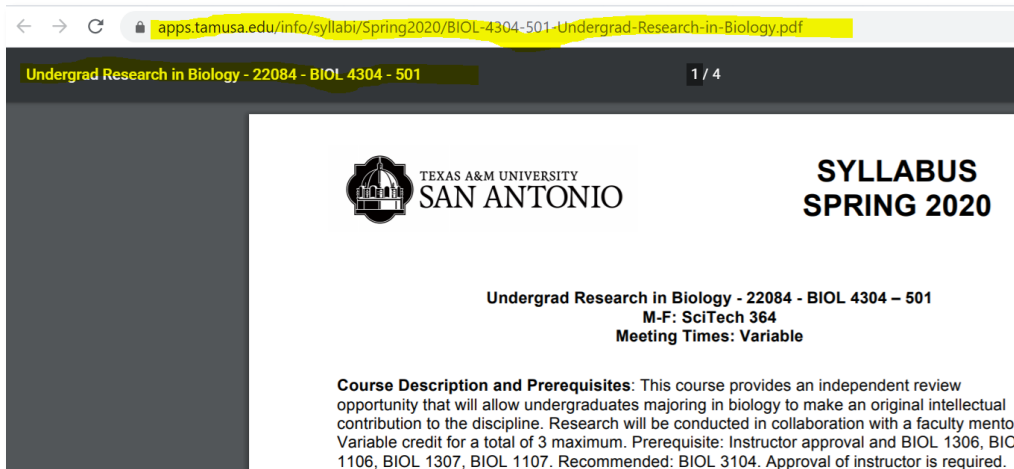 apps.tamusa.edu/info/syllabi/Spring2020/BIOL-4304-501-Undergrad-Research-in-Biology.pdf
Undergrad Research in Biology - 22084 - BIOL 4304 - 501
1 / 4
TEXAS A&M UNIVERSITY
SAN ANTONIO
SYLLABUS
SPRING 2020
Undergrad Research in Biology - 22084 - BIOL 4304 – 501
M-F: SciTech 364
Meeting Times: Variable
Course Description and Prerequisites: This course provides an independent review
opportunity that will allow undergraduates majoring in biology to make an original intellectual
contribution to the discipline. Research will be conducted in collaboration with a faculty mento
Variable credit for a total of 3 maximum. Prerequisite: Instructor approval and BIOL 1306, BIO
1106, BIOL 1307, BIOL 1107. Recommended: BIOL 3104. Approval of instructor is required.